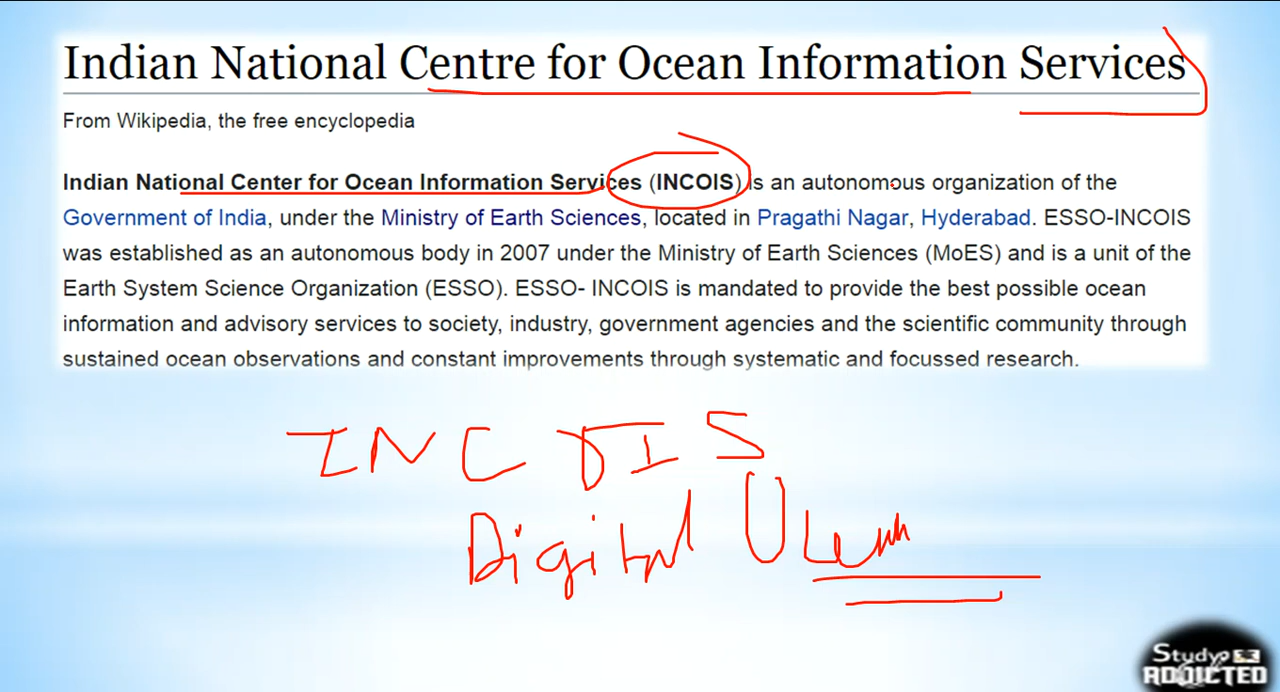 Indian National Centre for Ocean Information Services
From Wikipedia, the free encyclopedia
Indian National Center for Ocean Information Services (INCOIS) is an autonomous organization of the
Government of India, under the Ministry of Earth Sciences, located in Pragathi Nagar, Hyderabad. ESSO-INCOIS
was established as an autonomous body in 2007 under the Ministry of Earth Sciences (MoES) and is a unit of the
Earth System Science Organization (ESSO). ESSO- INCOIS is mandated to provide the best possible ocean
information and advisory services to society, industry, government agencies and the scientific community through
sustained ocean observations and constant improvements through systematic and focussed research.
INCOIS
Digital Ocean
Study
ADDICTED